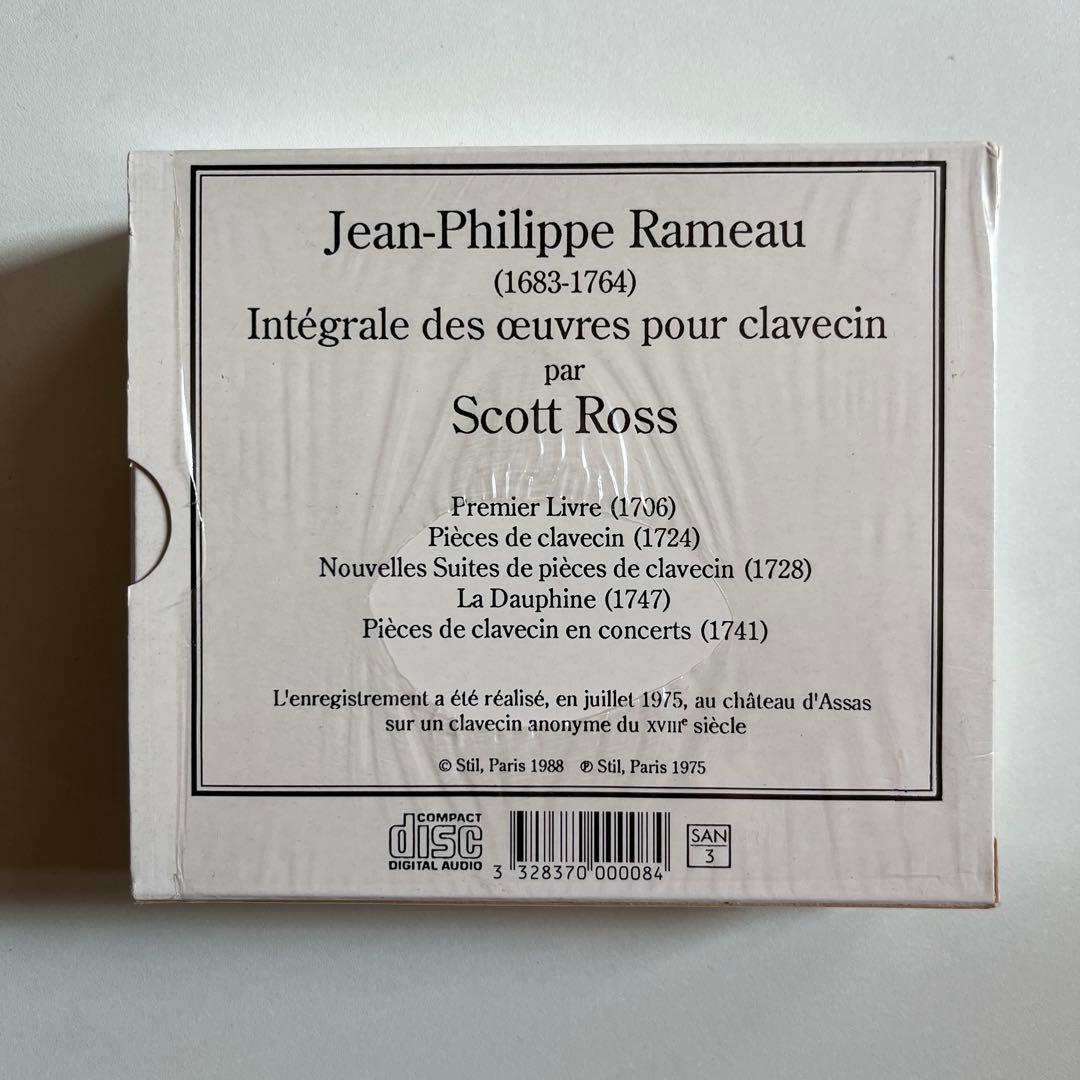 Jean-Philippe Rameau
(1683-1764)
Intégrale des œuvres pour clavecin
par
Scott Ross
Premier Livre (1706)
Pièces de clavecin (1724)
Nouvelles Suites de pièces de clavecin (1728)
La Dauphine (1747)
Pièces de clavecin en concerts (1741)
L'enregistrement a été réalisé, en juillet 1975, au château d'Assas
sur un clavecin anonyme du XVIIIe siècle
© Stil, Paris 1988 ℗ Stil, Paris 1975
COMPACT
disc
DIGITAL AUDIO
3 328370 000084
SAN
3